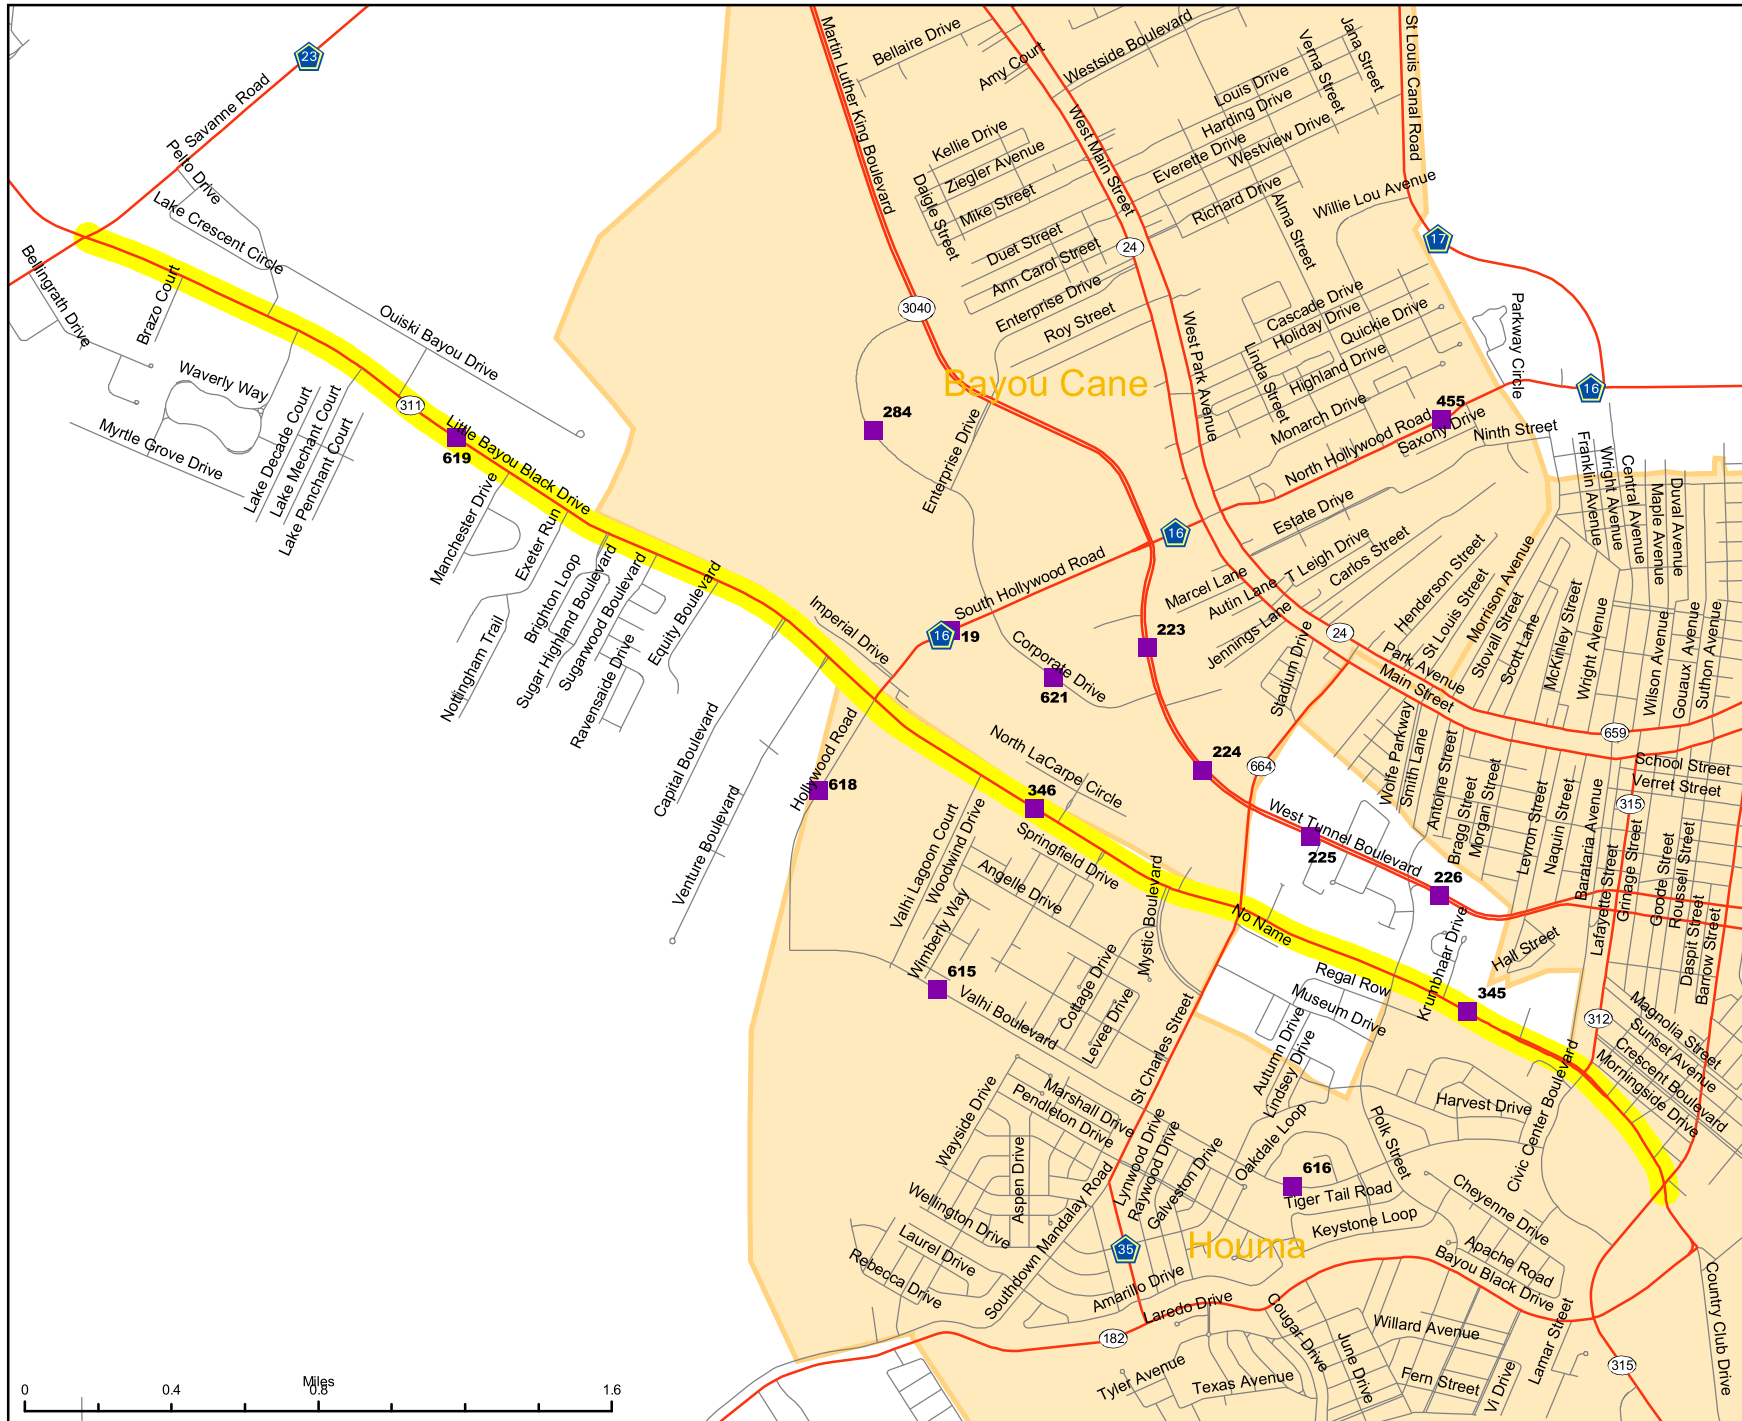 23
Savanne Road
Pelto Drive
Lake Crescent Circle
Bellingrath Drive
Brazo Court
Ouiski Bayou Drive
Waverly Way
Myrtle Grove Drive
Lake Decade Court
Lake Mechant Court
Lake Penchant Court
311
Little Bayou Black Drive
619
Manchester Drive
Exeter Run
Nottingham Trail
Brighton Loop
Sugar Highland Boulevard
Sugarwood Boulevard
Ravensaide Drive
Equity Boulevard
Capital Boulevard
Venture Boulevard
Imperial Drive
Hollywood Road
618
Martin Luther King Boulevard
Bellaire Drive
Amy Court
Westside Boulevard
Verna Street
Jana Street
St Louis Canal Road
Louis Drive
Harding Drive
Westview Drive
Everette Drive
Richard Drive
Alma Street
Willie Lou Avenue
West Main Street
Kellie Drive
Ziegler Avenue
Mike Street
Daigle Street
Duet Street
Ann Carol Street
Enterprise Drive
Roy Street
24
17
3040
Bayou Cane
284
Enterprise Drive
West Park Avenue
Cascade Drive
Holiday Drive
Quickie Drive
Linda Street
Highland Drive
Monarch Drive
North Hollywood Road
455
Saxony Drive
Ninth Street
Parkway Circle
16
Franklin Avenue
Wright Avenue
Central Avenue
Maple Avenue
Duval Avenue
Estate Drive
16
South Hollywood Road
16
19
Marcel Lane
Autin Lane
T Leigh Drive
Carlos Street
Jennings Lane
Stadium Drive
Henderson Street
St Louis Street
Morrison Avenue
Stovall Street
Scott Lane
McKinley Street
Wright Avenue
Wilson Avenue
Gouaux Avenue
Suthon Avenue
24
Park Avenue
Main Street
223
Corporate Drive
621
224
664
659
School Street
Verret Street
315
Wolfe Parkway
Smith Lane
Antoine Street
Bragg Street
Morgan Street
Levron Street
Naquin Street
Barataria Avenue
Lafayette Street
Grinage Street
Goode Street
Roussell Street
Daspit Street
Barrow Street
North LaCarpe Circle
346
Springfield Drive
Angelle Drive
Valhi Lagoon Court
Woodwind Drive
Wimberly Way
615
Valhi Boulevard
Cottage Drive
Levee Drive
Mystic Boulevard
West Tunnel Boulevard
225
226
No Name
Regal Row
Museum Drive
Krumbhaar Drive
Hall Street
345
312
Magnolia Street
Sunset Avenue
Crescent Boulevard
Morningside Drive
St Charles Street
Autumn Drive
Lindsey Drive
Oakdale Loop
Harvest Drive
Polk Street
Civic Center Boulevard
Marshall Drive
Pendleton Drive
Wayside Drive
Aspen Drive
Wellington Drive
Laurel Drive
Rebecca Drive
Southdown Mandalay Road
Lynwood Drive
Raywood Drive
Galveston Drive
616
Tiger Tail Road
Keystone Loop
Cheyenne Drive
Apache Road
Bayou Black Drive
35
Houma
Amarillo Drive
Laredo Drive
182
Cougar Drive
June Drive
Willard Avenue
Fern Street
Vi Drive
Lamar Street
Tyler Avenue
Texas Avenue
315
Country Club Drive
Miles
0 0.4 0.8 1.6